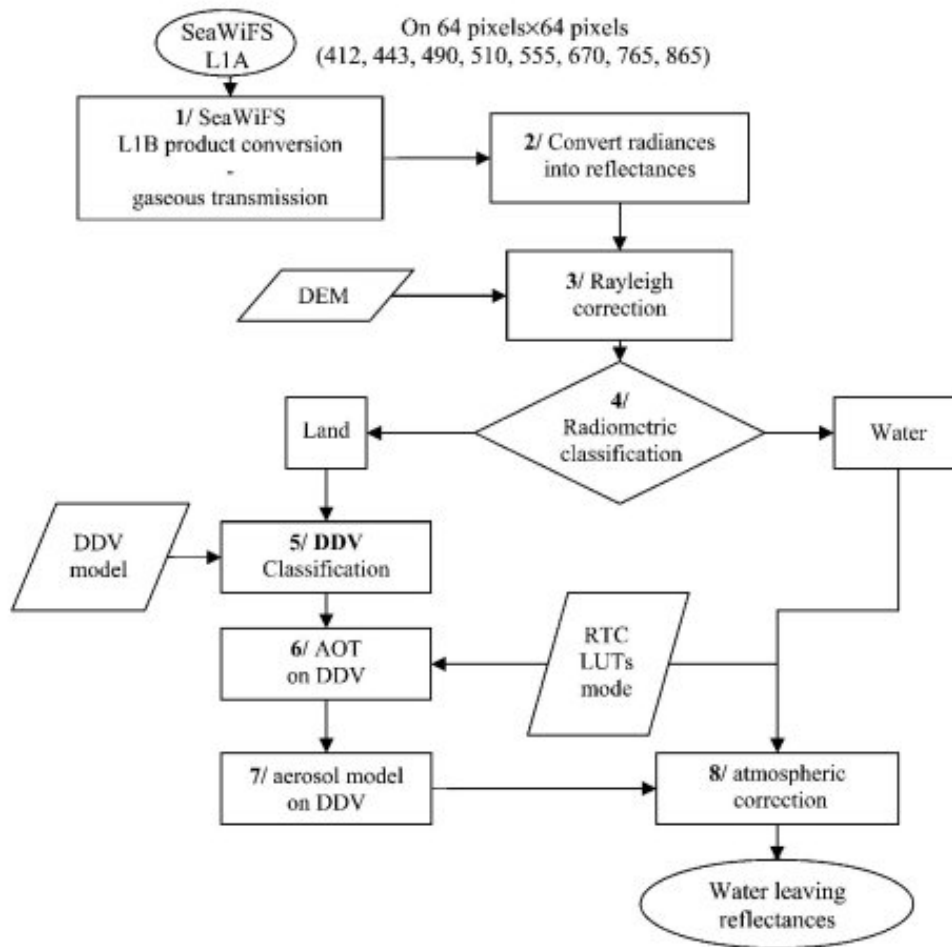 SeaWiFS
L1A
On 64 pixels×64 pixels
(412, 443, 490, 510, 555, 670, 765, 865)
1/ SeaWiFS
L1B product conversion
-
gaseous transmission
2/ Convert radiances
into reflectances
DEM
3/ Rayleigh
correction
4/
Radiometric
classification
Land
Water
DDV
model
5/ DDV
Classification
6/ AOT
on DDV
RTC
LUTs
mode
7/ aerosol model
on DDV
8/ atmospheric
correction
Water leaving
reflectances